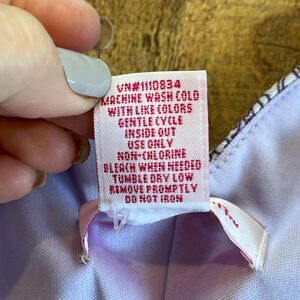 VN#1110834
MACHINE WASH COLD
WITH LIKE COLORS
GENTLE CYCLE
INSIDE OUT
USE ONLY
NON-CHLORINE
BLEACH WHEN NEEDED
TUMBLE DRY LOW
REMOVE PROMPTLY
DO NOT IRON